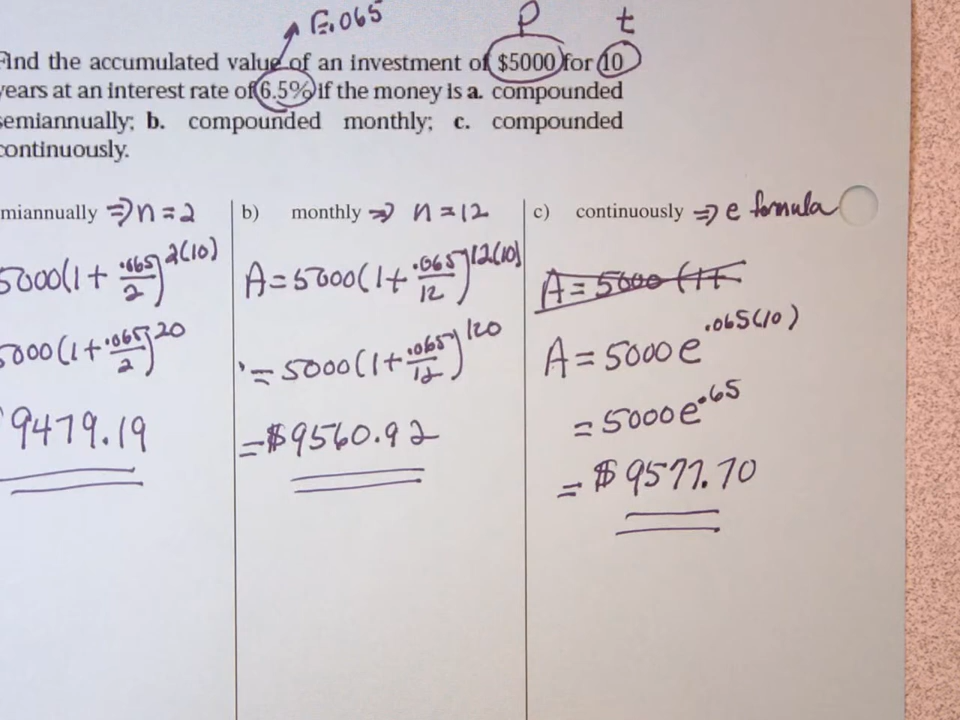 r=.065
P
t
Find the accumulated value of an investment of $5000 for 10
years at an interest rate of 6.5% if the money is a. compounded
semiannually; b. compounded monthly; c. compounded
continuously.
miannually ⇒ n = 2
5000(1 + .065/2)^2(10)
5000(1 + .065/2)^20
9479.19
b) monthly ⇒ n = 12
A = 5000(1 + .065/12)^12(10)
= 5000(1 + .065/12)^120
= $9560.92
c) continuously ⇒ e formula
A = 5000 (1+
A = 5000e^.065(10)
= 5000e^.65
= $9577.70